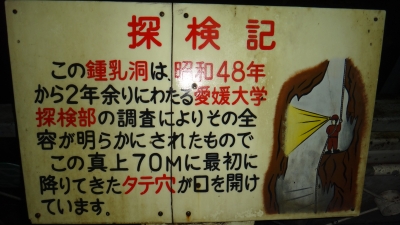 探検記
この鍾乳洞は、昭和48年
から2年余りにわたる愛媛大学
探検部の調査によりその全
容が明らかにされたもので
この真上70Mに最初に
降りてきたタテ穴が口を開け
ています。